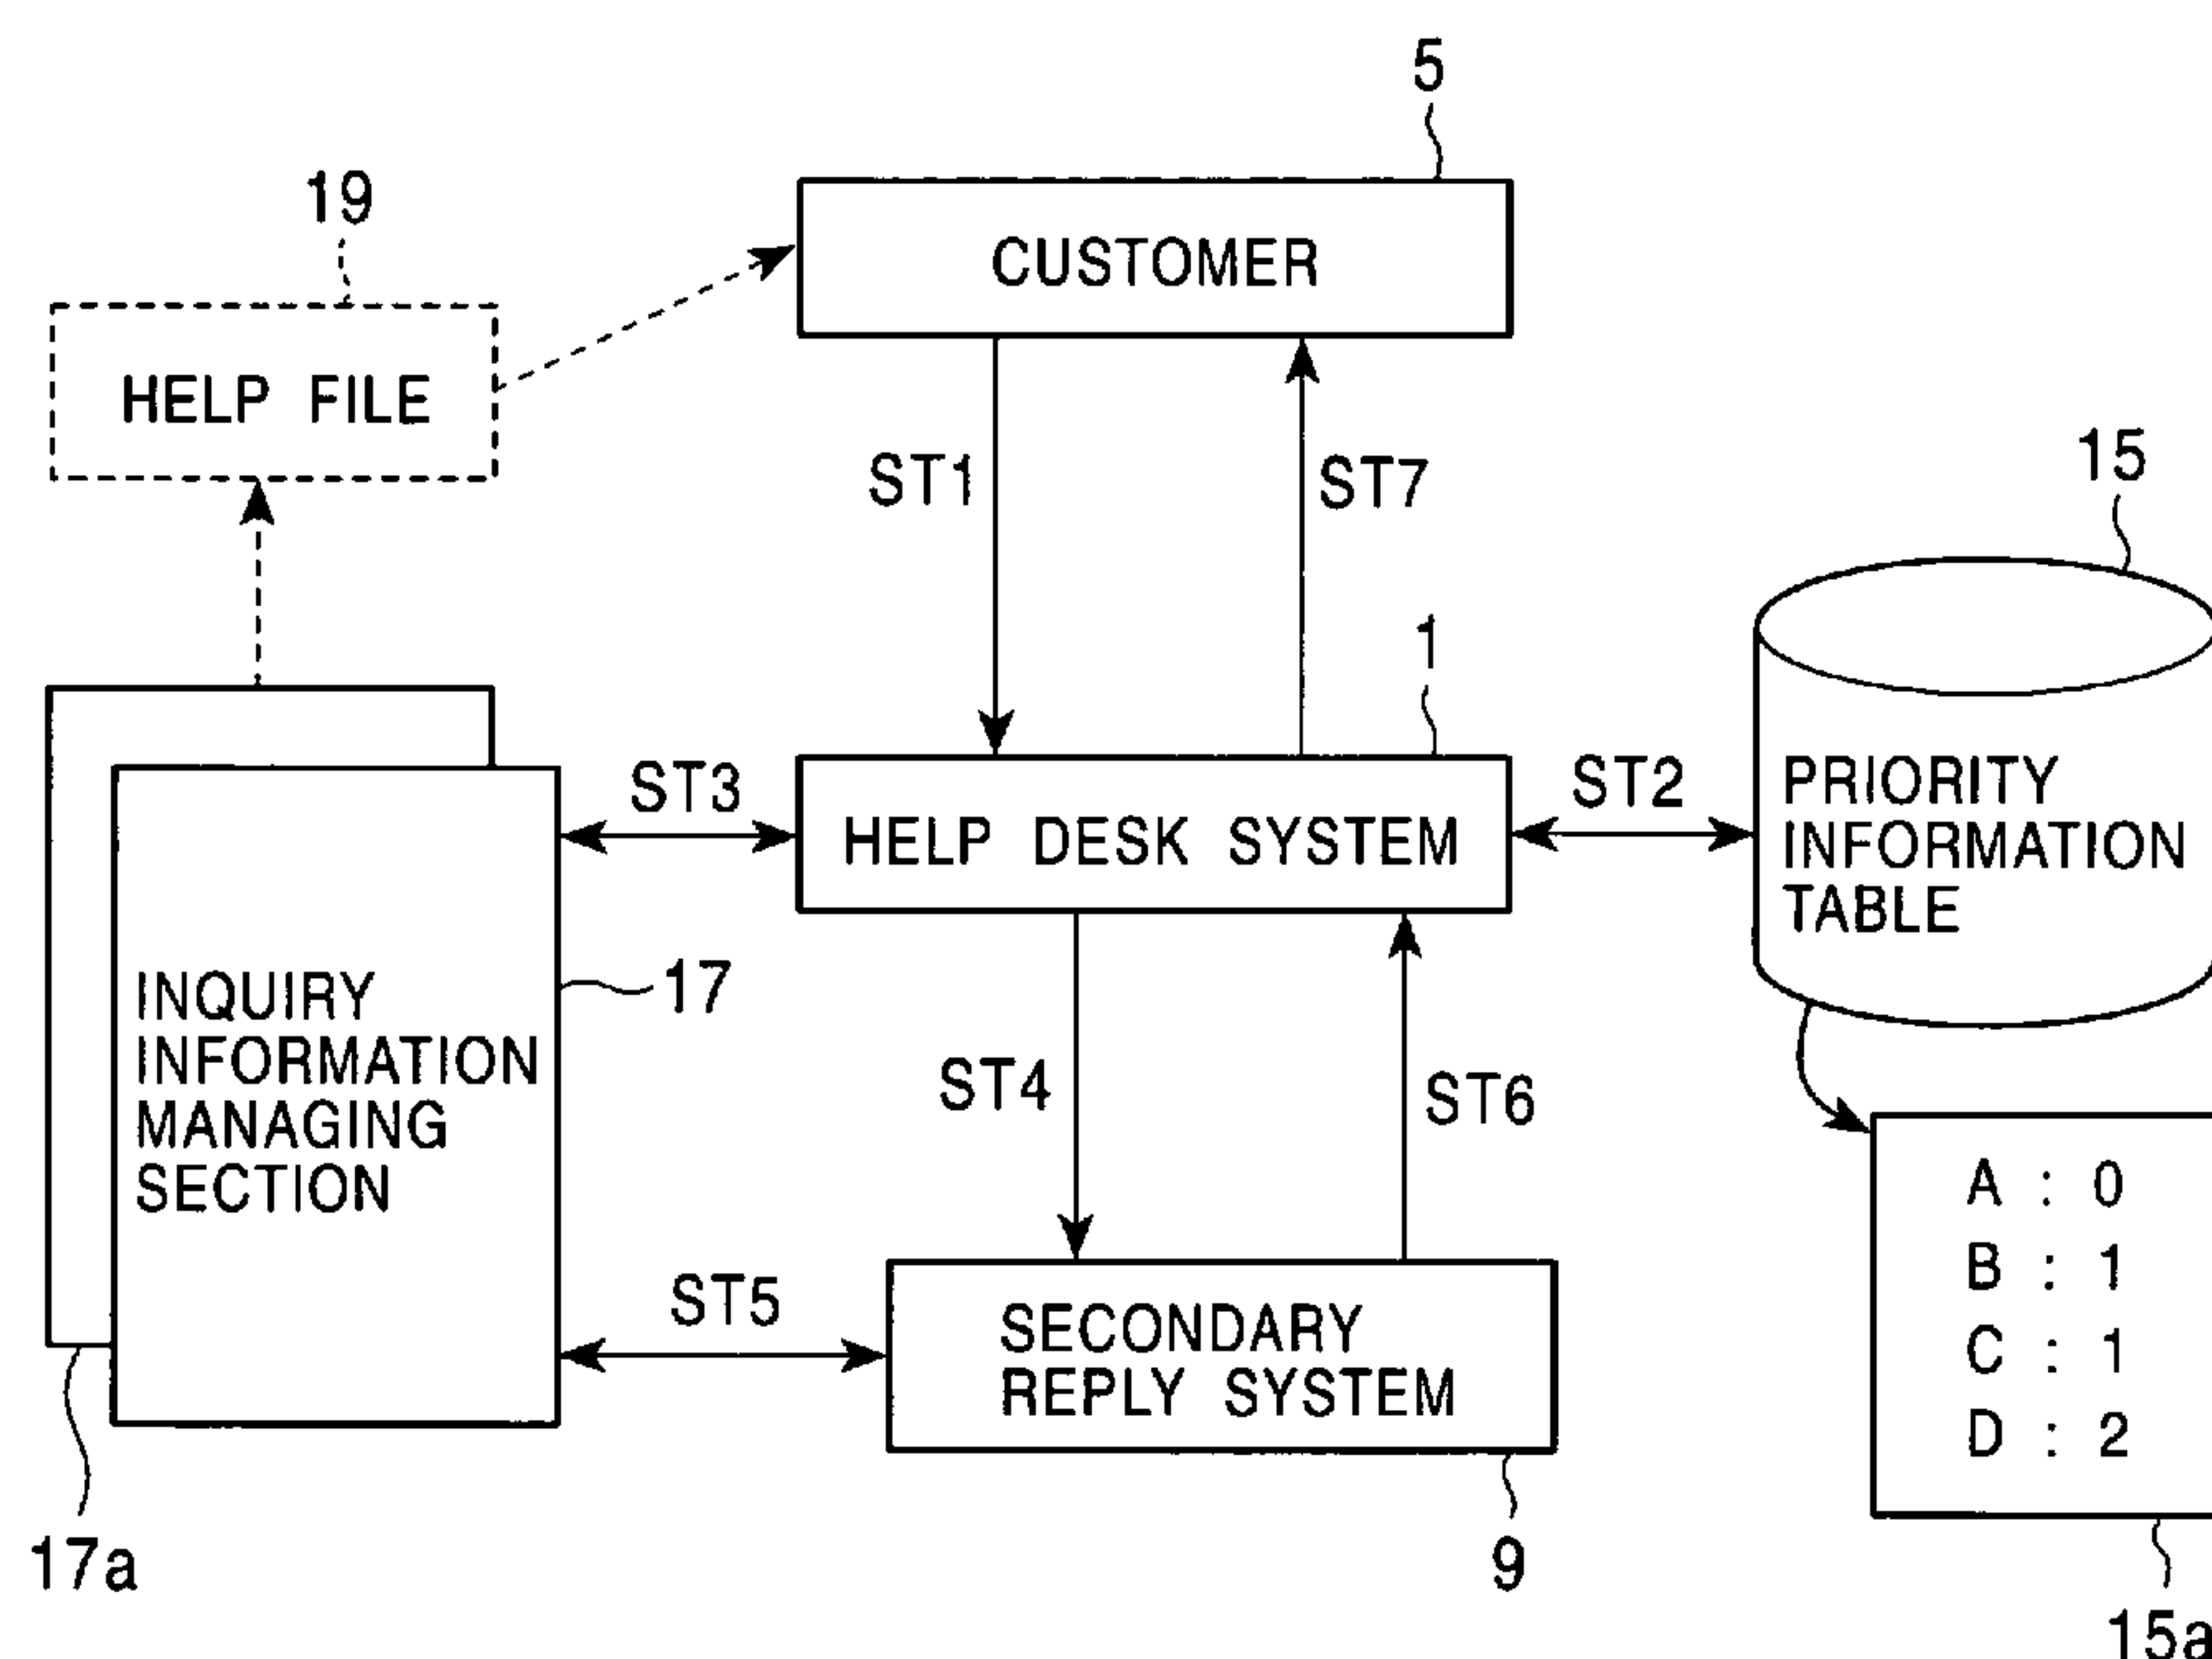 5
19
CUSTOMER
HELP FILE
ST1
ST7
15
1
ST3
ST2
HELP DESK SYSTEM
PRIORITY
INFORMATION
TABLE
17
INQUIRY
INFORMATION
MANAGING
SECTION
ST4
ST6
A : 0
B : 1
C : 1
D : 2
ST5
SECONDARY
REPLY SYSTEM
17a
9
15a